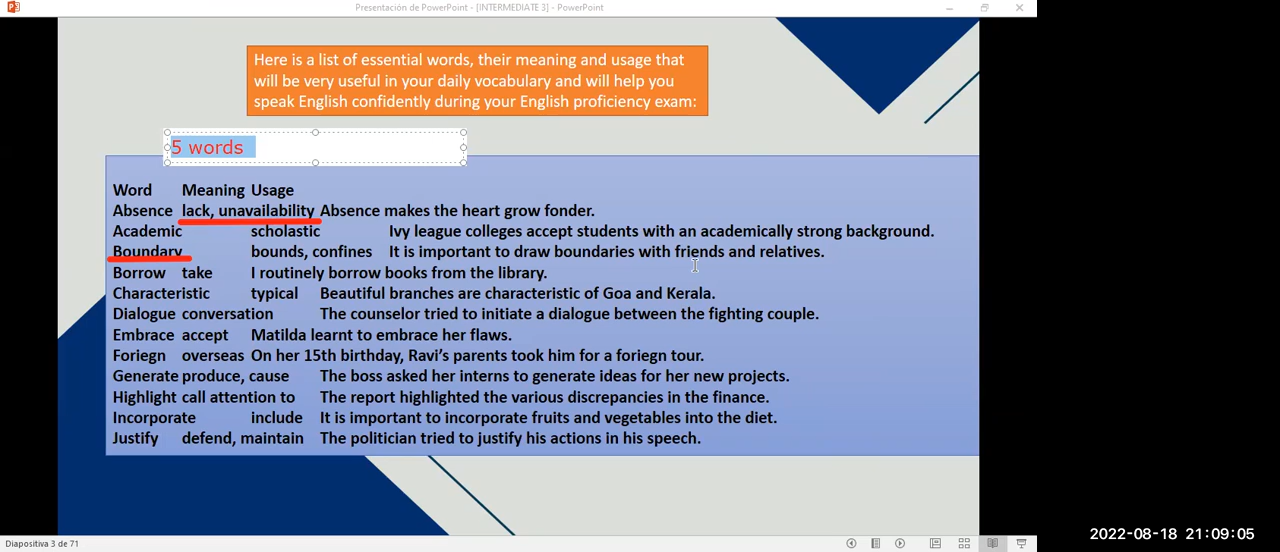 Presentación de PowerPoint - [INTERMEDIATE 3] - PowerPoint
Here is a list of essential words, their meaning and usage that
will be very useful in your daily vocabulary and will help you
speak English confidently during your English proficiency exam:
5 words
Word Meaning Usage
Absence lack, unavailability Absence makes the heart grow fonder.
Academic scholastic Ivy league colleges accept students with an academically strong background.
Boundary bounds, confines It is important to draw boundaries with friends and relatives.
Borrow take I routinely borrow books from the library.
Characteristic typical Beautiful branches are characteristic of Goa and Kerala.
Dialogue conversation The counselor tried to initiate a dialogue between the fighting couple.
Embrace accept Matilda learnt to embrace her flaws.
Foriegn overseas On her 15th birthday, Ravi’s parents took him for a foriegn tour.
Generate produce, cause The boss asked her interns to generate ideas for her new projects.
Highlight call attention to The report highlighted the various discrepancies in the finance.
Incorporate include It is important to incorporate fruits and vegetables into the diet.
Justify defend, maintain The politician tried to justify his actions in his speech.
Diapositiva 3 de 71
2022-08-18 21:09:05